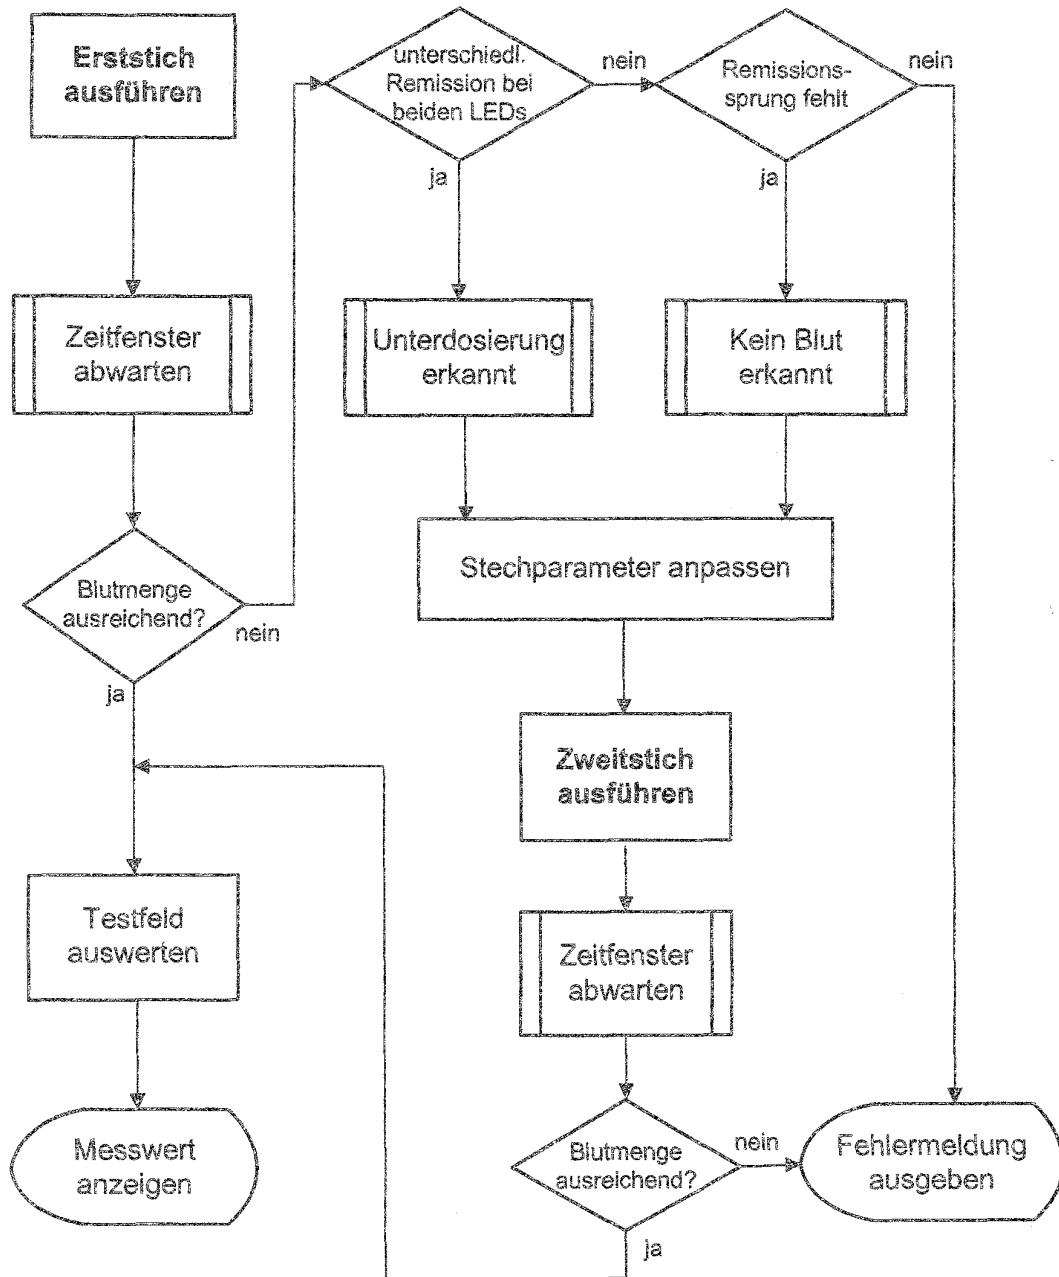 Erststich
ausführen
Zeitfenster
abwarten
Blutmenge
ausreichend?
nein
ja
Testfeld
auswerten
Messwert
anzeigen
unterschiedl.
Remission bei
beiden LEDs
nein
ja
Remissions-
sprung fehlt
nein
ja
Unterdosierung
erkannt
Kein Blut
erkannt
Stechparameter anpassen
Zweitstich
ausführen
Zeitfenster
abwarten
Blutmenge
ausreichend?
nein
ja
Fehlermeldung
ausgeben